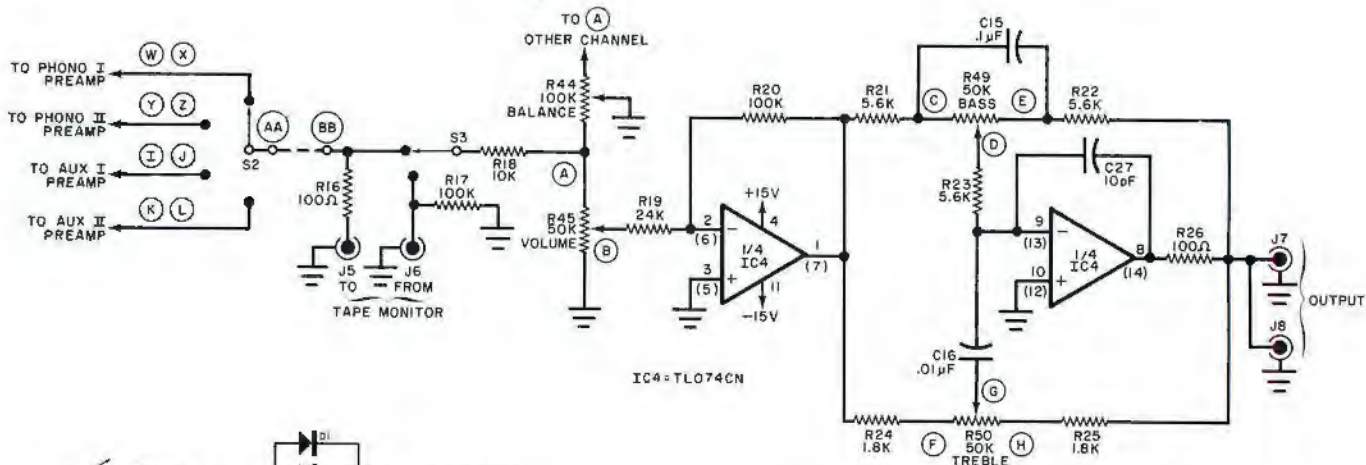 TO PHONO I
PREAMP
W X
TO PHONO II
PREAMP
Y Z
TO AUX I
PREAMP
I J
TO AUX II
PREAMP
K L
S2
AA
BB
R16
100Ω
J5
TO
J6
FROM
TAPE MONITOR
R17
100K
S3
R18
10K
TO A
OTHER CHANNEL
R44
100K
BALANCE
A
R45
50K
VOLUME
B
R19
24K
R20
100K
2
(6)
−
3
(5)
+
1/4
IC4
+15V
4
11
−15V
1
(7)
IC4=TL074CN
R21
5.6K
C
C15
.1µF
R49
50K
BASS
E
R22
5.6K
D
R23
5.6K
C27
10pF
9
(13)
−
10
(12)
+
1/4
IC4
8
(14)
R26
100Ω
J7
J8
OUTPUT
C16
.01µF
G
R24
1.8K
F
R50
50K
TREBLE
H
R25
1.8K
D1